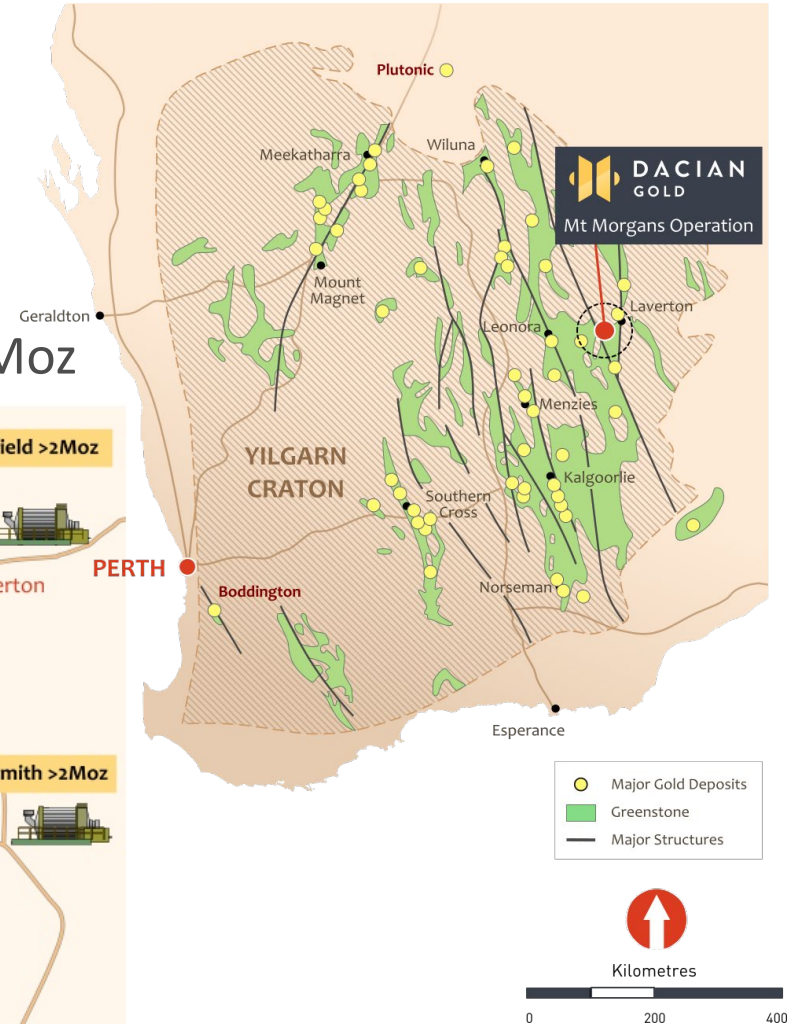 Plutonic
Meekatharra
Wiluna
DACIAN
GOLD
Mt Morgans Operation
Mount
Magnet
Geraldton
Laverton
Leonora
Moz
Menzies
YILGARN
CRATON
ield >2Moz
Kalgoorlie
Southern
Cross
PERTH
erton
Norseman
Boddington
Esperance
mith >2Moz
Major Gold Deposits
Greenstone
Major Structures
Kilometres
0 200 400